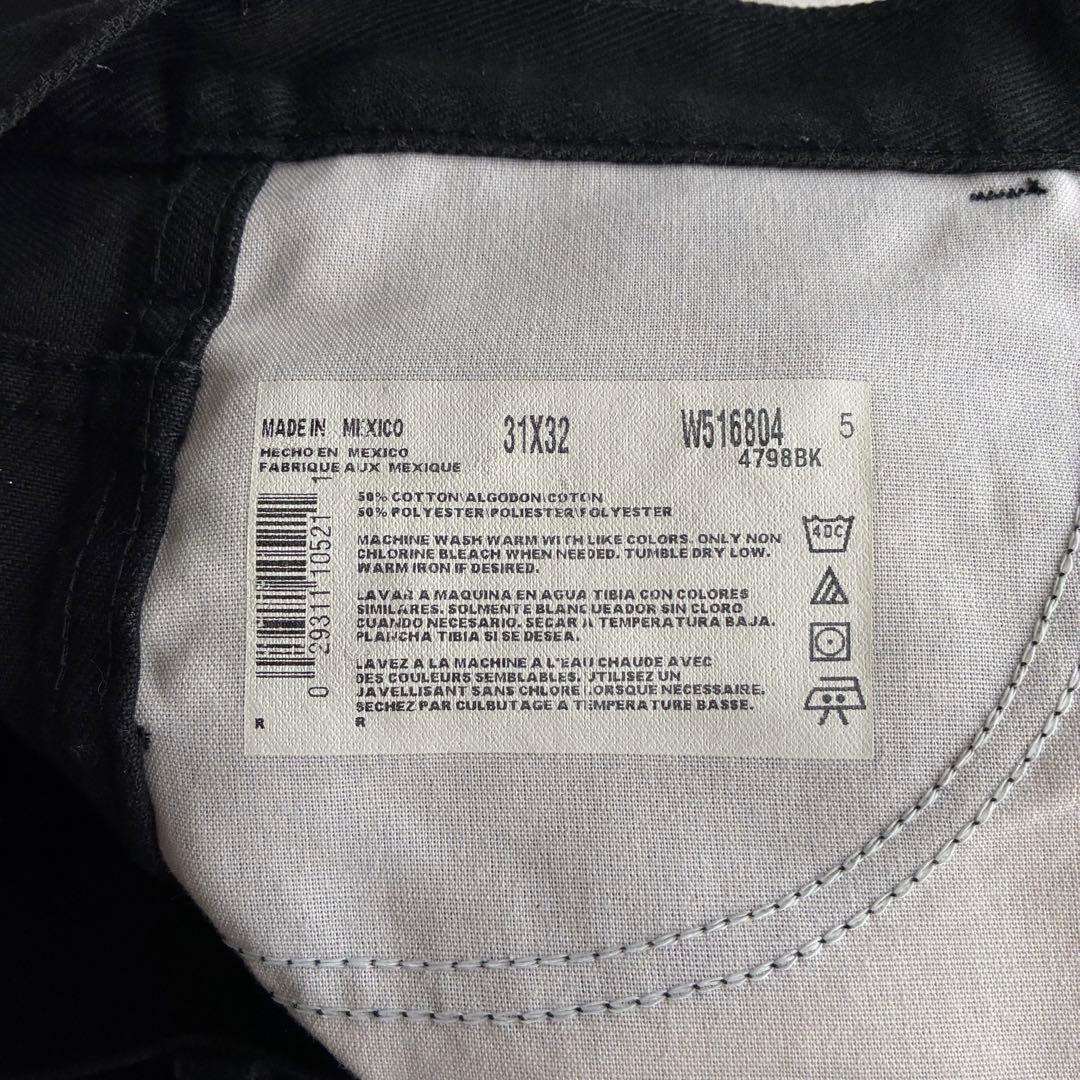 MADE IN MEXICO 31X32 W516804 5
HECHO EN MEXICO 4798BK
FABRIQUE AUX MEXIQUE
0 29311 10521 1
50% COTTON\ALGODON\COTON
50% POLYESTER\POLIESTER\POLYESTER
MACHINE WASH WARM WITH LIKE COLORS. ONLY NON
CHLORINE BLEACH WHEN NEEDED. TUMBLE DRY LOW.
WARM IRON IF DESIRED.
LAVAR A MAQUINA EN AGUA TIBIA CON COLORES
SIMILARES. SOLMENTE BLANQUEADOR SIN CLORO
CUANDO NECESARIO. SECAR A TEMPERATURA BAJA.
PLANCHA TIBIA SI SE DESEA.
LAVEZ A LA MACHINE A L'EAU CHAUDE AVEC
DES COULEURS SEMBLABLES. UTILISEZ UN
JAVELLISANT SANS CHLORE LORSQUE NECESSAIRE.
SECHEZ PAR CULBUTAGE A TEMPERATURE BASSE.
R R
40C